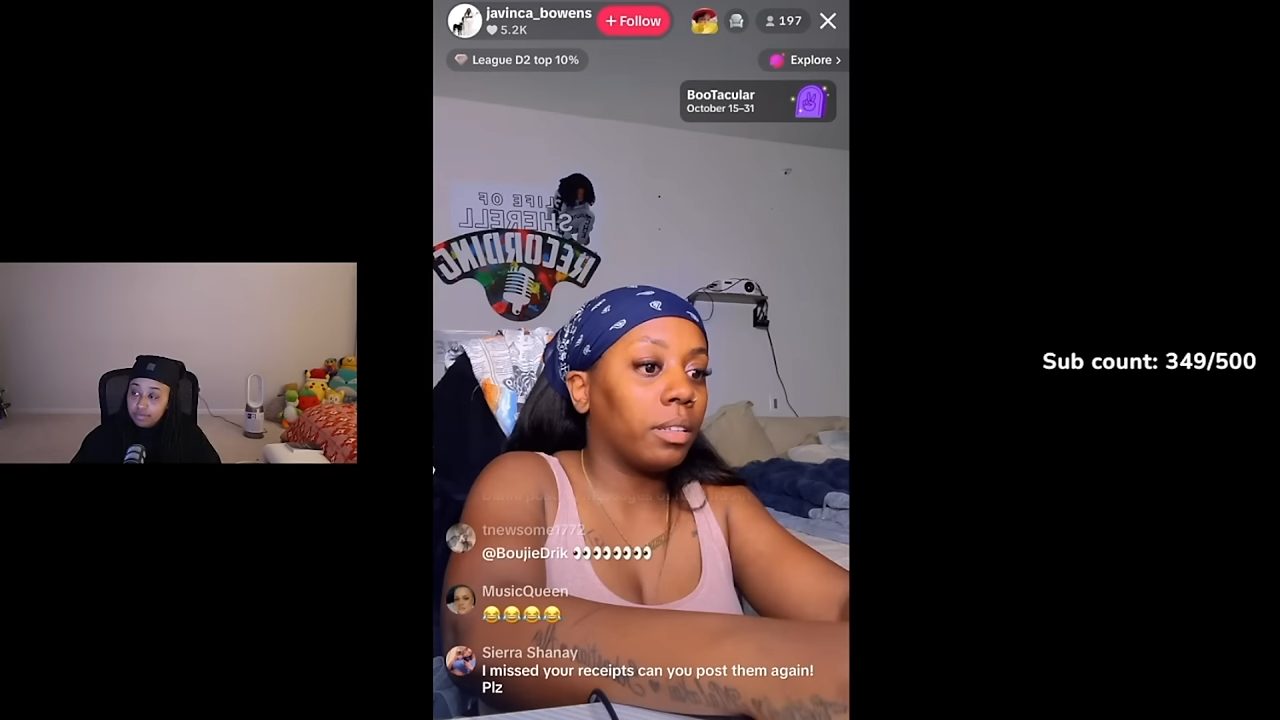 javinca_bowens
5.2K
+ Follow
197
League D2 top 10%
Explore >
BooTacular
October 15–31
LIFE OF
SHERELL
RECORDING
Sub count: 349/500
tnewsome1772
@BoujieDrik 👀👀👀👀👀👀👀👀
MusicQueen
😂😂😂😂
Sierra Shanay
I missed your receipts can you post them again!
Plz